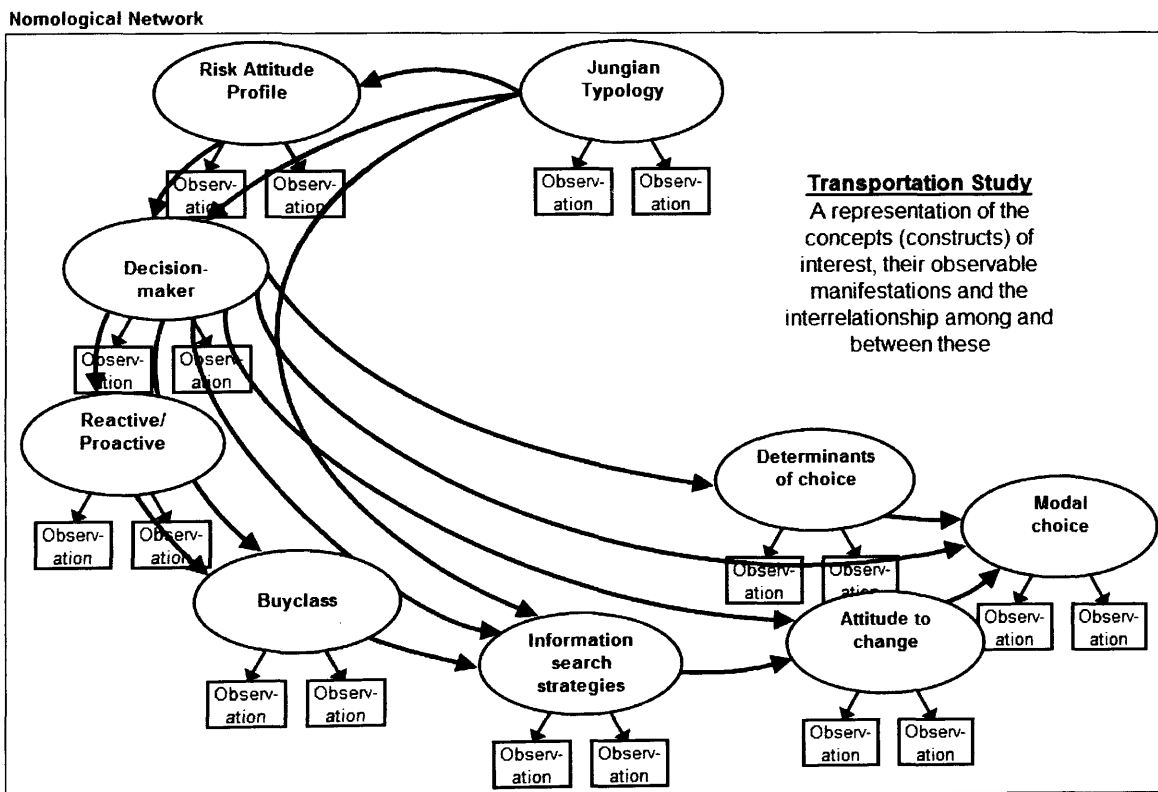 Nomological Network
Risk Attitude
Profile
Jungian
Typology
Observ-
ation
Observ-
ation
Observ-
ation
Observ-
ation
Transportation Study
A representation of the
concepts (constructs) of
interest, their observable
manifestations and the
interrelationship among and
between these
Decision-
maker
Observ-
ation
Observ-
ation
Reactive/
Proactive
Observ-
ation
Observ-
ation
Determinants
of choice
Observ-
ation
Observ-
ation
Modal
choice
Observ-
ation
Observ-
ation
Buyclass
Observ-
ation
Observ-
ation
Information
search
strategies
Observ-
ation
Observ-
ation
Attitude to
change
Observ-
ation
Observ-
ation